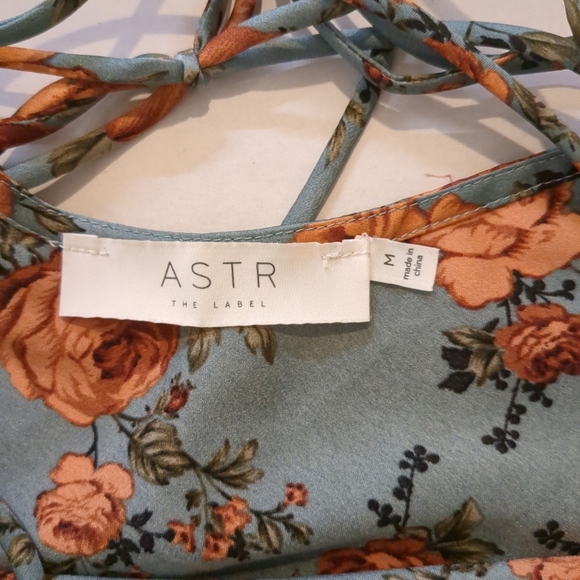 ASTR
THE LABEL
M
made in
china